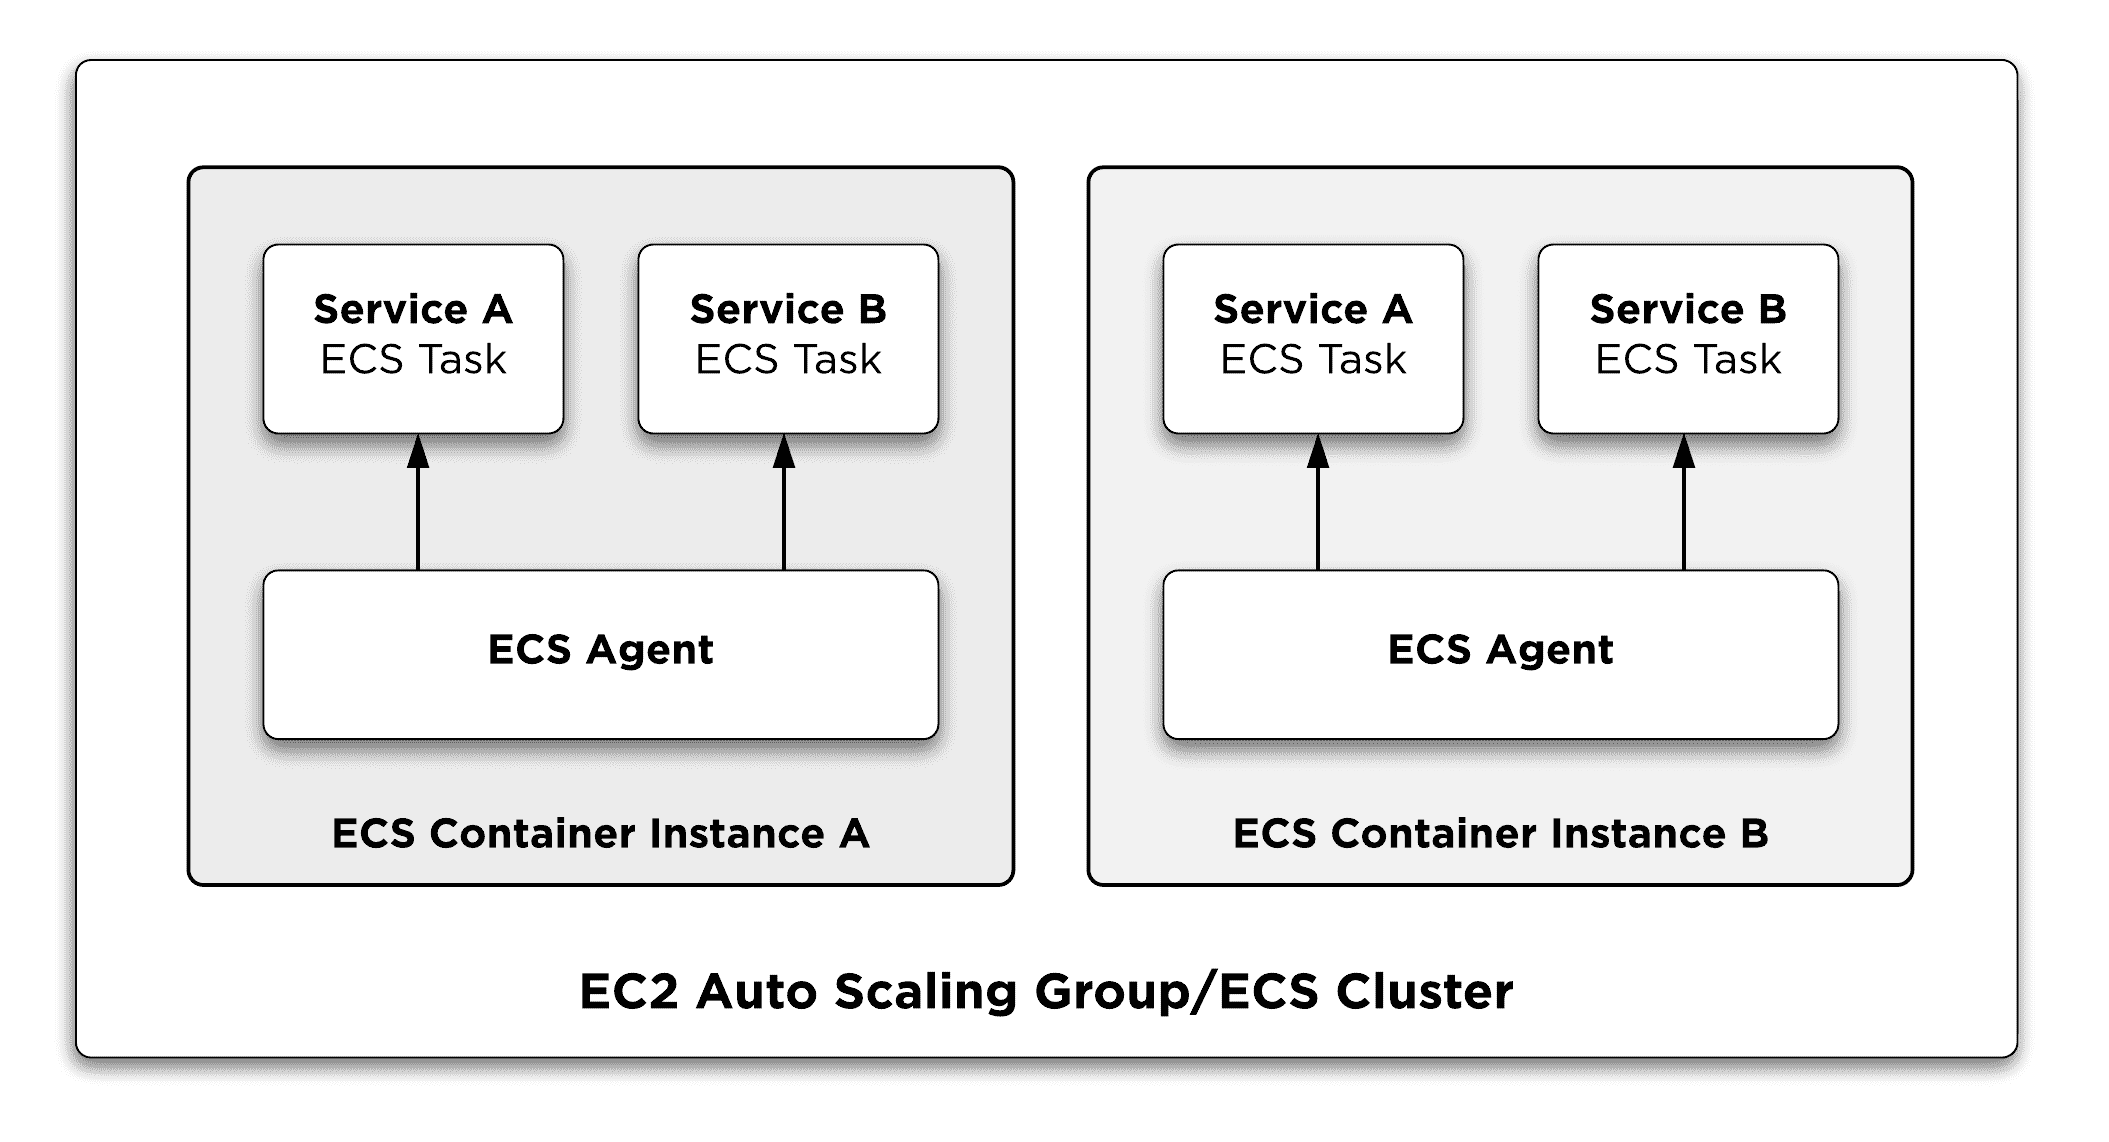 Service A
ECS Task
Service B
ECS Task
ECS Agent
ECS Container Instance A
Service A
ECS Task
Service B
ECS Task
ECS Agent
ECS Container Instance B
EC2 Auto Scaling Group/ECS Cluster